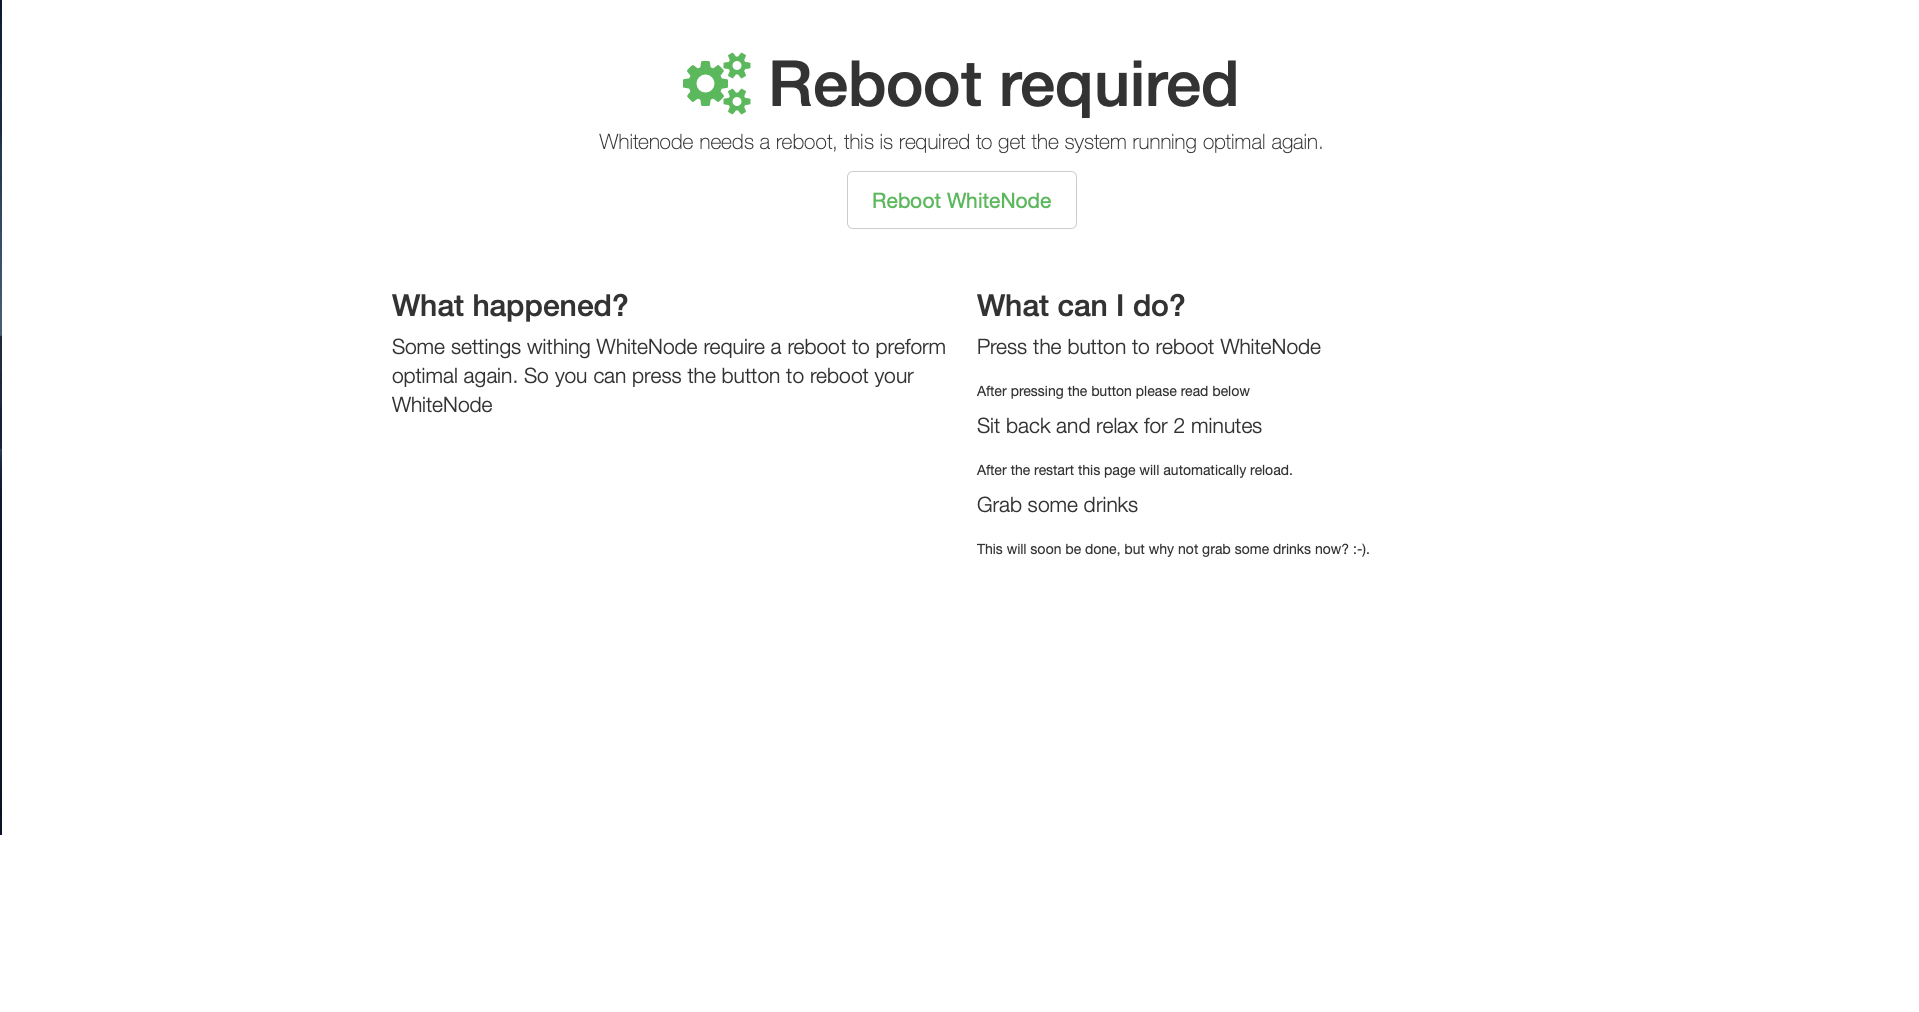 Reboot required
Whitenode needs a reboot, this is required to get the system running optimal again.
Reboot WhiteNode
What happened?
Some settings withing WhiteNode require a reboot to preform
optimal again. So you can press the button to reboot your
WhiteNode
What can I do?
Press the button to reboot WhiteNode
After pressing the button please read below
Sit back and relax for 2 minutes
After the restart this page will automatically reload.
Grab some drinks
This will soon be done, but why not grab some drinks now? :-).